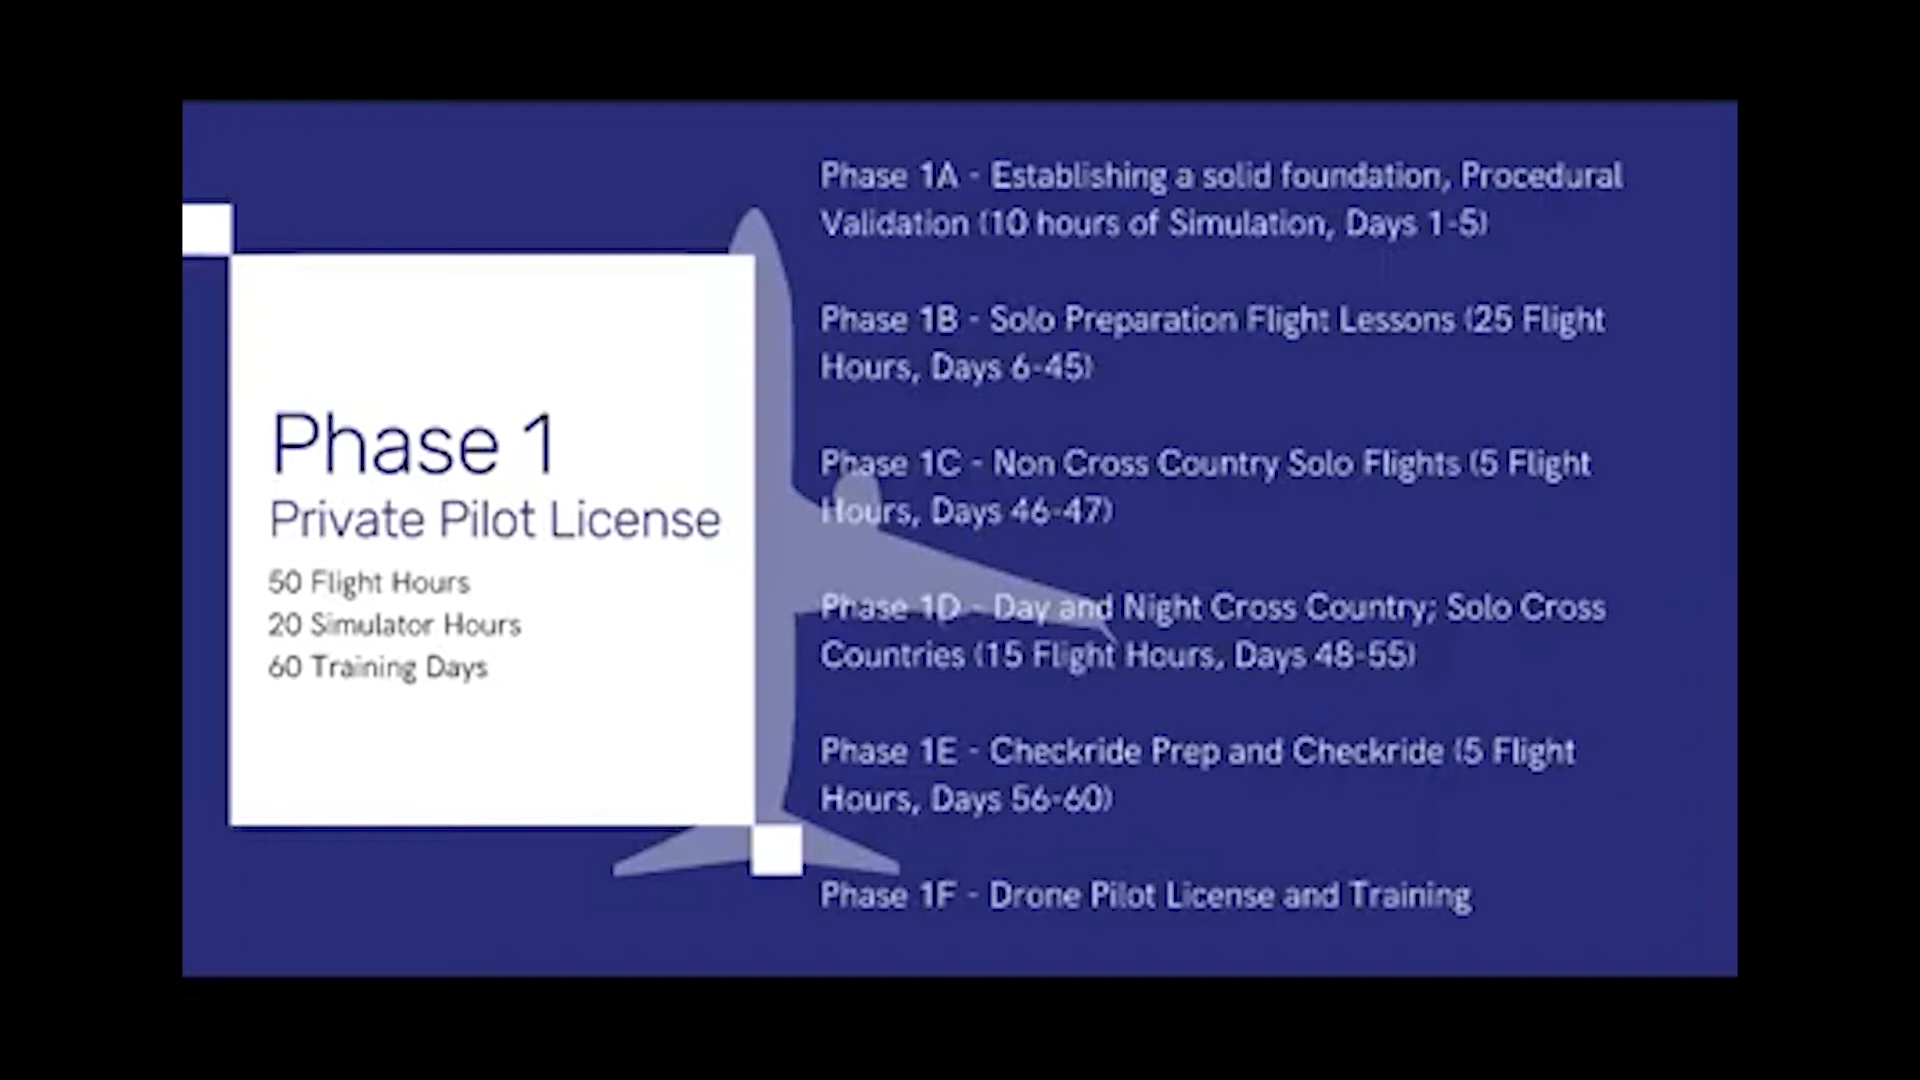 Phase 1
Private Pilot License
50 Flight Hours
20 Simulator Hours
60 Training Days
Phase 1A - Establishing a solid foundation, Procedural
Validation (10 hours of Simulation, Days 1-5)
Phase 1B - Solo Preparation Flight Lessons (25 Flight
Hours, Days 6-45)
Phase 1C - Non Cross Country Solo Flights (5 Flight
Hours, Days 46-47)
Phase 1D - Day and Night Cross Country; Solo Cross
Countries (15 Flight Hours, Days 48-55)
Phase 1E - Checkride Prep and Checkride (5 Flight
Hours, Days 56-60)
Phase 1F - Drone Pilot License and Training